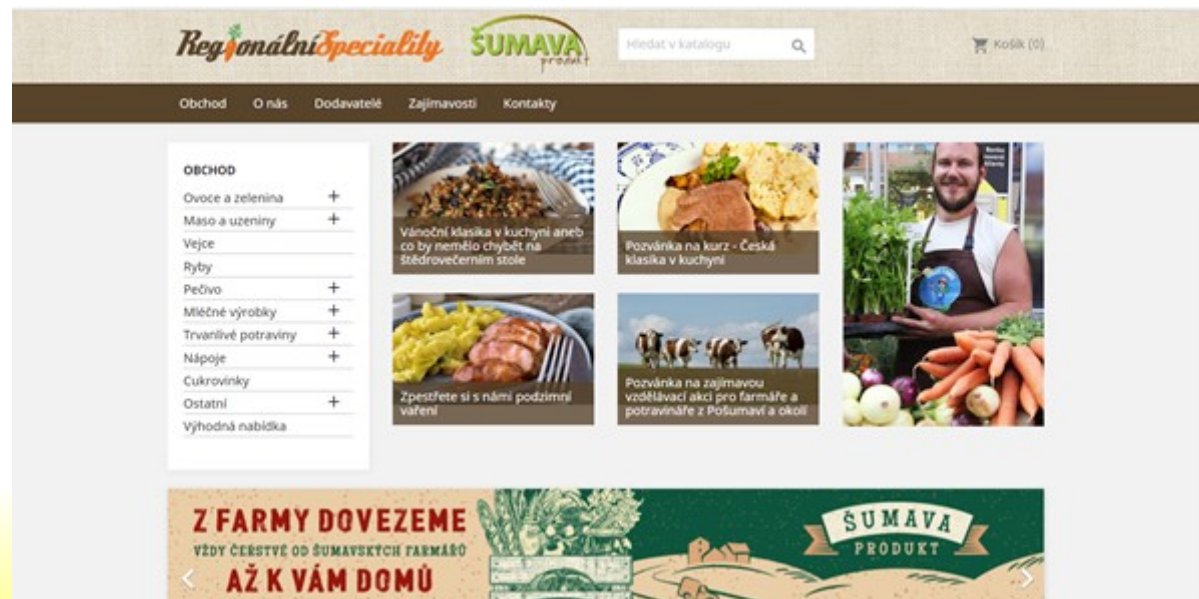 RegionálníSpeciality
ŠUMAVA
produkt
Hledat v katalogu
Košík (0)
Obchod O nás Dodavatelé Zajímavosti Kontakty
OBCHOD
Ovoce a zelenina +
Maso a uzeniny +
Vejce
Ryby
Pečivo +
Mléčné výrobky +
Trvanlivé potraviny +
Nápoje +
Cukrovinky
Ostatní +
Výhodná nabídka
Vánoční klasika v kuchyni aneb
co by nemělo chybět na
štědrovečerním stole
Pozvánka na kurz - Česká
klasika v kuchyni
Zpestřete si s námi podzimní
vaření
Pozvánka na zajímavou
vzdělávací akci pro farmáře a
potravináře z Pošumaví a okolí
Z FARMY DOVEZEME
VŽDY ČERSTVÉ OD ŠUMAVSKÝCH FARMÁŘŮ
AŽ K VÁM DOMŮ
ŠUMAVA
PRODUKT